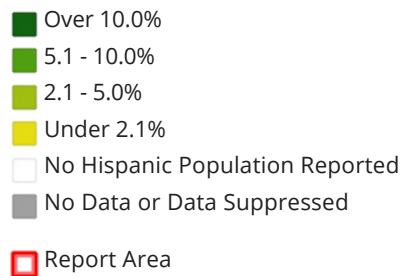 Over 10.0%
5.1 - 10.0%
2.1 - 5.0%
Under 2.1%
No Hispanic Population Reported
No Data or Data Suppressed
Report Area